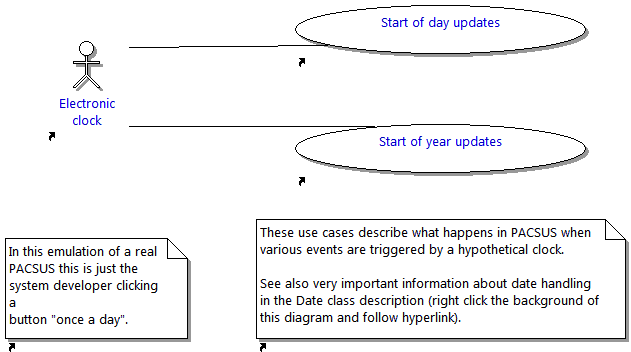 Start of day updates
Electronic
clock
Start of year updates
In this emulation of a real
PACSUS this is just the
system developer clicking
a
button "once a day".
These use cases describe what happens in PACSUS when
various events are triggered by a hypothetical clock.
See also very important information about date handling
in the Date class description (right click the background of
this diagram and follow hyperlink).